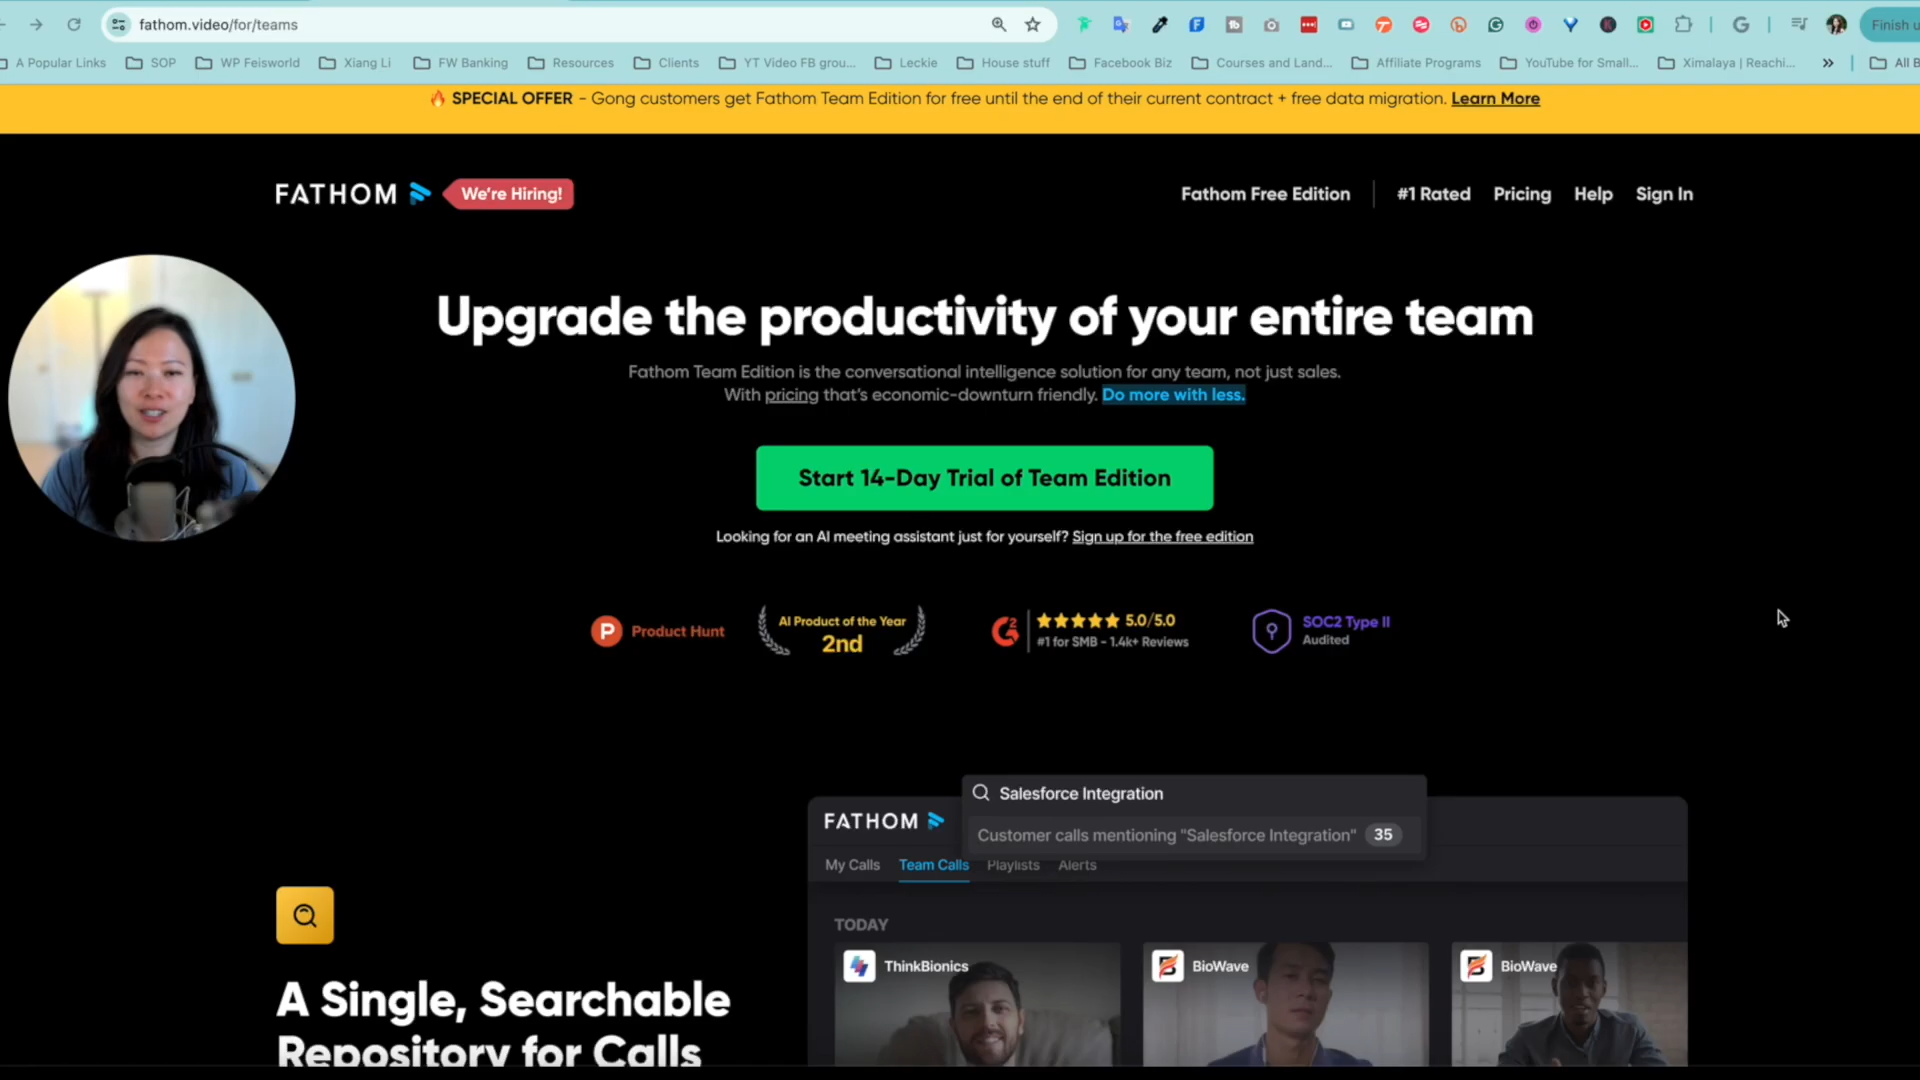 fathom.video/for/teams
Finish u
A Popular Links
SOP
WP Feisworld
Xiang Li
FW Banking
Resources
Clients
YT Video FB grou...
Leckie
House stuff
Facebook Biz
Courses and Land...
Affiliate Programs
YouTube for Small...
Ximalaya | Reachi...
All B
SPECIAL OFFER - Gong customers get Fathom Team Edition for free until the end of their current contract + free data migration. Learn More
FATHOM
We're Hiring!
Fathom Free Edition
#1 Rated
Pricing
Help
Sign In
Upgrade the productivity of your entire team
Fathom Team Edition is the conversational intelligence solution for any team, not just sales.
With pricing that's economic-downturn friendly. Do more with less.
Start 14-Day Trial of Team Edition
Looking for an AI meeting assistant just for yourself? Sign up for the free edition
P Product Hunt
AI Product of the Year
2nd
G2
5.0/5.0
#1 for SMB - 1.4k+ Reviews
SOC2 Type II
Audited
Salesforce Integration
FATHOM
Customer calls mentioning "Salesforce Integration" 35
My Calls
Team Calls
Playlists
Alerts
TODAY
ThinkBionics
BioWave
BioWave
A Single, Searchable
Repository for Calls